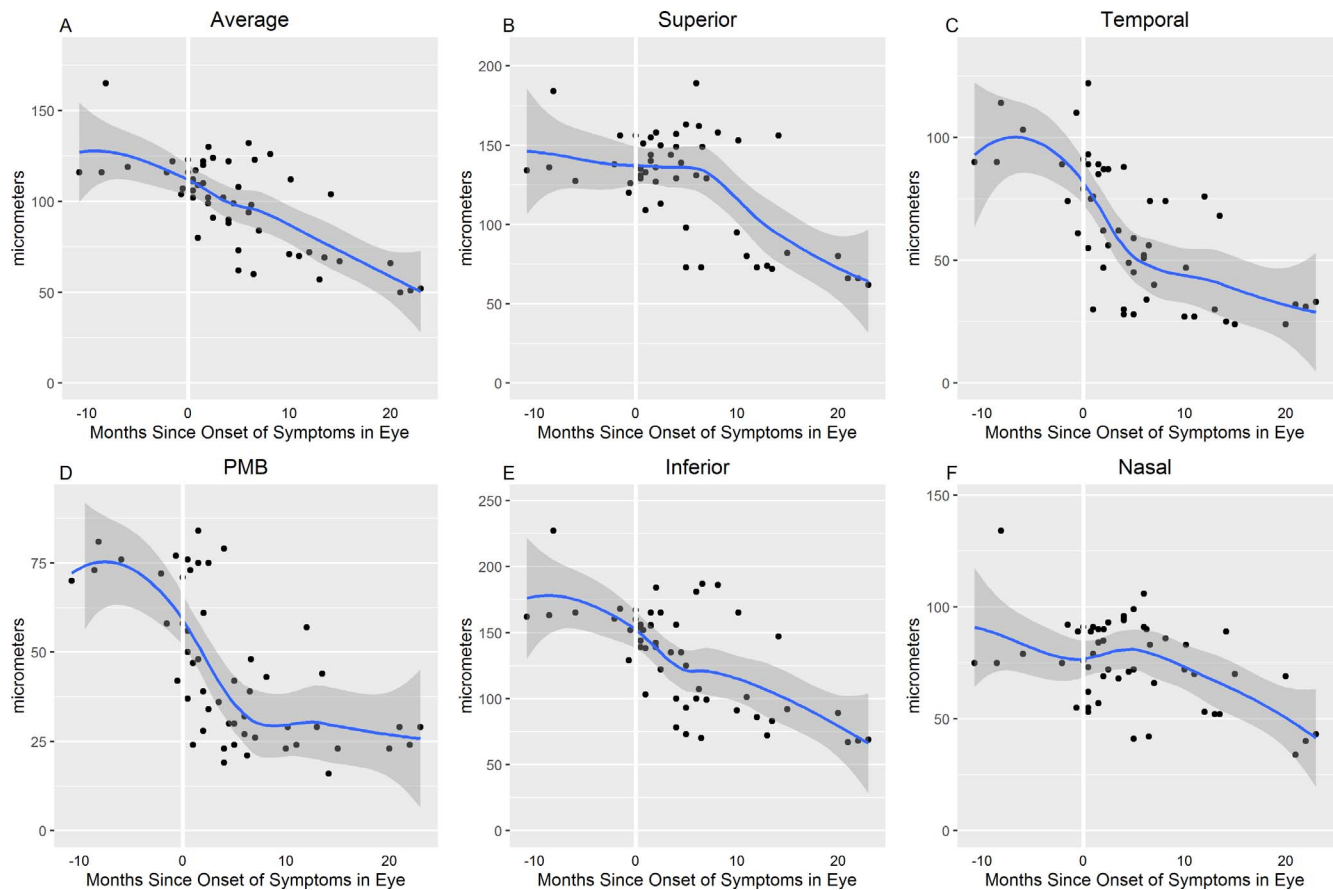 A Average
150
100
50
0
micrometers
-10 0 10 20
Months Since Onset of Symptoms in Eye
B Superior
200
150
100
50
0
micrometers
-10 0 10 20
Months Since Onset of Symptoms in Eye
C Temporal
100
50
0
micrometers
-10 0 10 20
Months Since Onset of Symptoms in Eye
D PMB
75
50
25
0
micrometers
-10 0 10 20
Months Since Onset of Symptoms in Eye
E Inferior
250
200
150
100
50
0
micrometers
-10 0 10 20
Months Since Onset of Symptoms in Eye
F Nasal
150
100
50
0
micrometers
-10 0 10 20
Months Since Onset of Symptoms in Eye